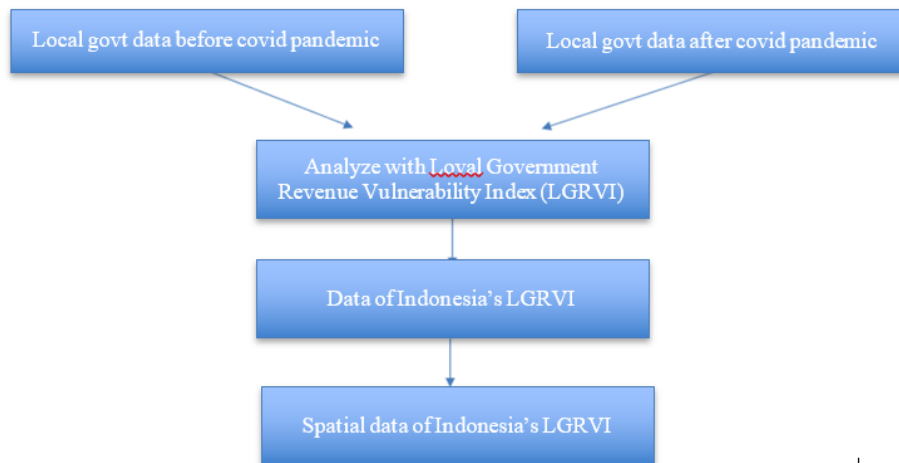 Local govt data before covid pandemic
Local govt data after covid pandemic
Analyze with Loval Government
Revenue Vulnerability Index (LGRVI)
Data of Indonesia’s LGRVI
Spatial data of Indonesia’s LGRVI